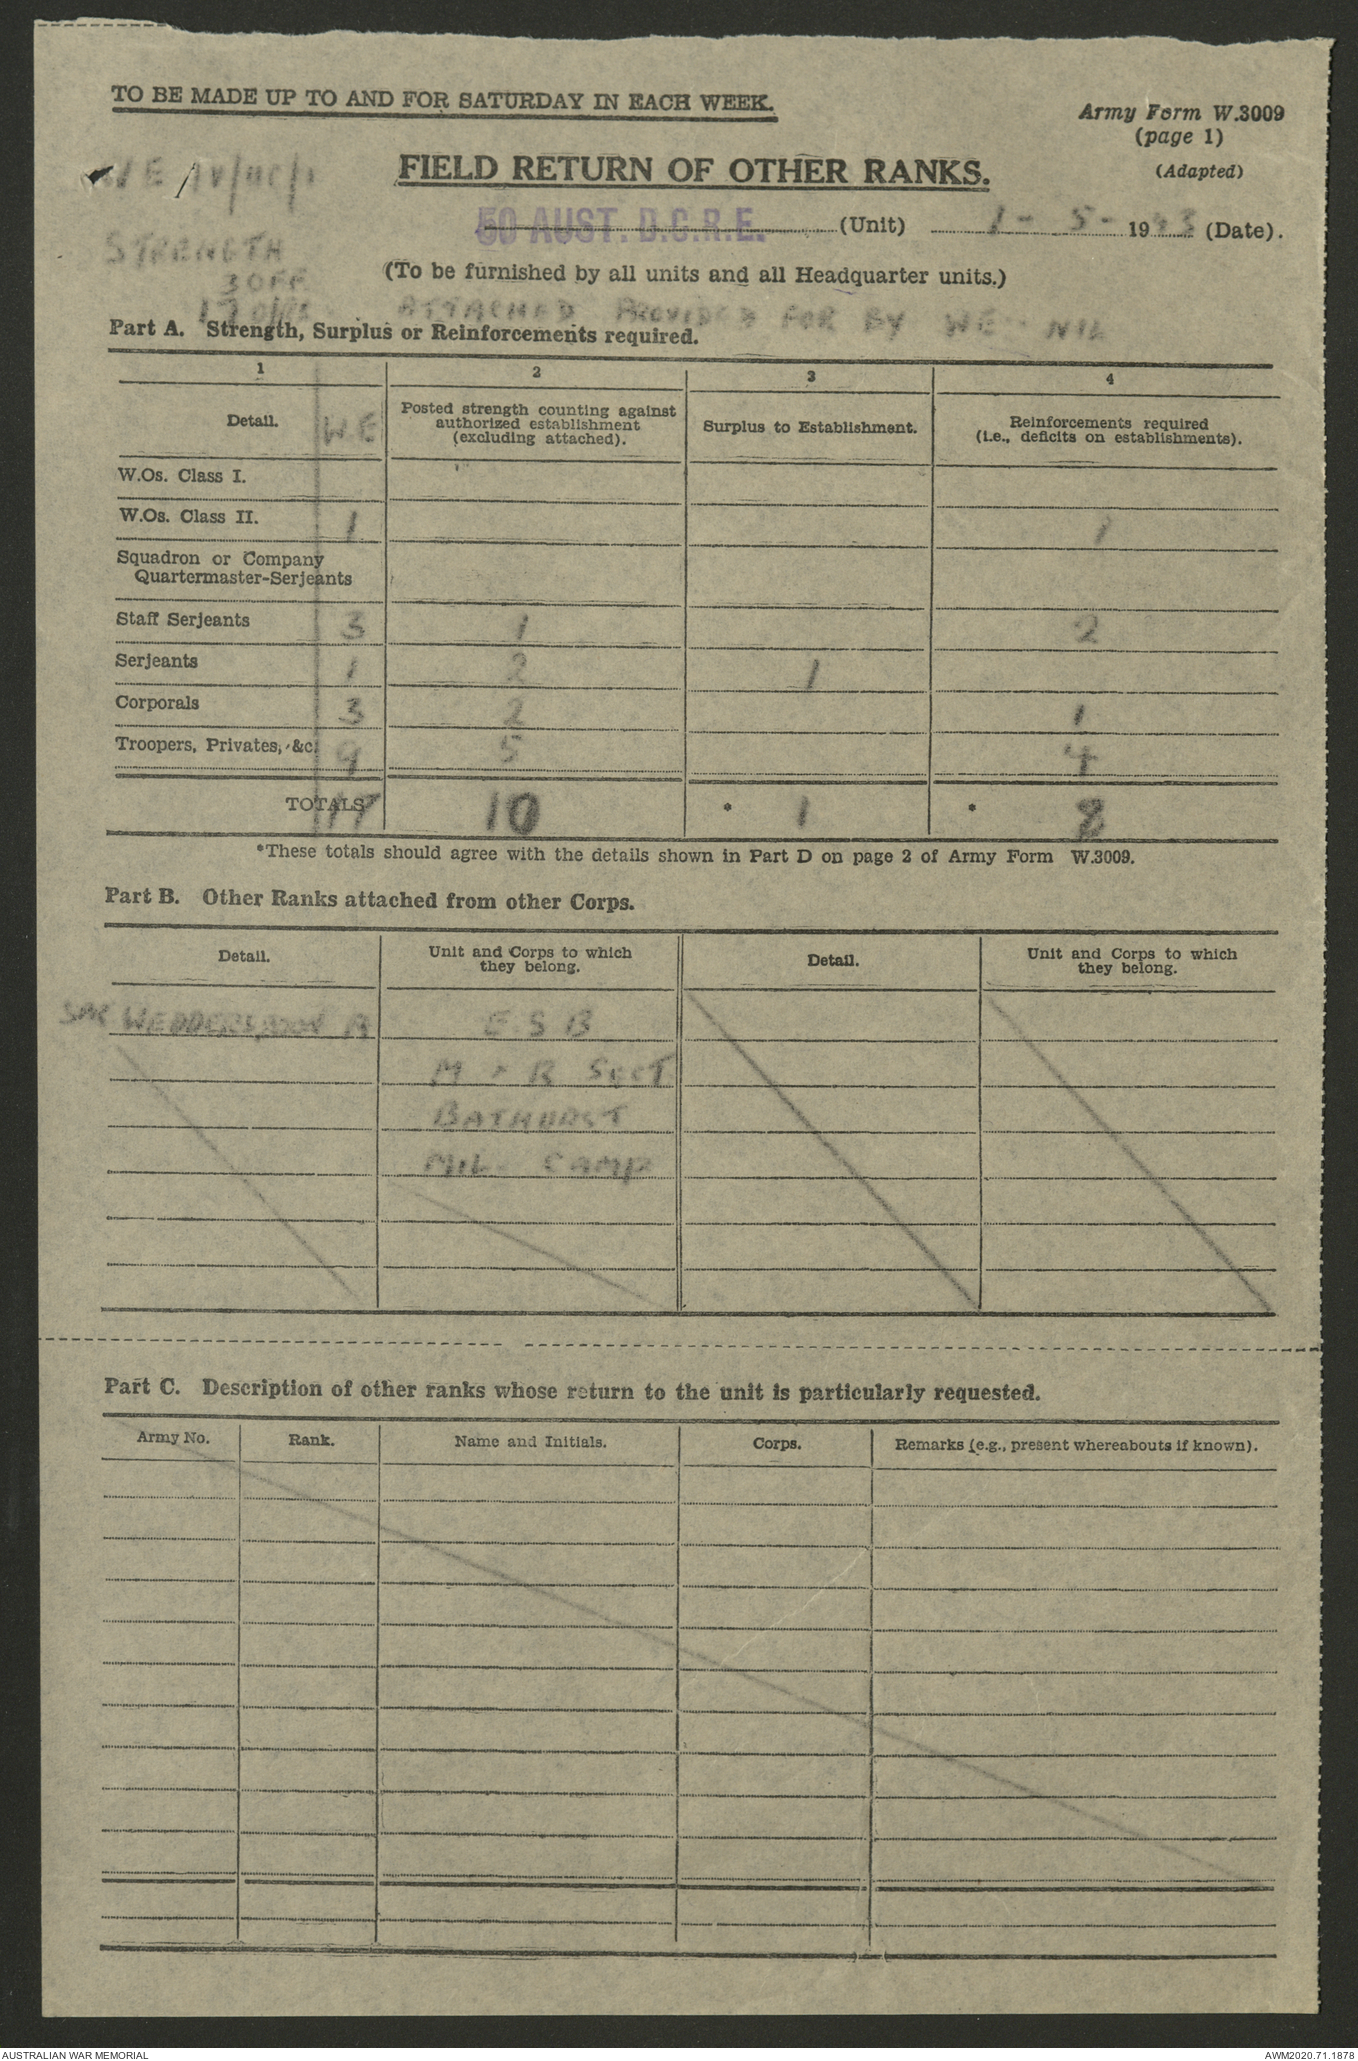 TO BE MADE UP TO AND FOR SATURDAY IN EACH WEEK.
Army Form W.3009
(page 1)
(Adapted)
FIELD RETURN OF OTHER RANKS.
50 AUST. D.C.R.E. (Unit) 1 - 5 - 1943 (Date).
STRENGTH
3 OFF
17
(To be furnished by all units and all Headquarter units.)
ATTACHED PROVIDED FOR BY WE - NIL
Part A. Strength, Surplus or Reinforcements required.
1 2 3 4
Detail. W.E Posted strength counting against authorized establishment (excluding attached). Surplus to Establishment. Reinforcements required (i.e., deficits on establishments).
W.Os. Class I.
W.Os. Class II. 1 1
Squadron or Company
Quartermaster-Serjeants
Staff Serjeants 3 1 2
Serjeants 1 2 1
Corporals 3 2 1
Troopers, Privates, &c. 9 5 4
TOTALS 17 10 * 1 * 8
*These totals should agree with the details shown in Part D on page 2 of Army Form W.3009.
Part B. Other Ranks attached from other Corps.
Detail. Unit and Corps to which they belong. Detail. Unit and Corps to which they belong.
E S B
M & R Sect
BATHURST
MIL. CAMP
Part C. Description of other ranks whose return to the unit is particularly requested.
Army No. Rank. Name and Initials. Corps. Remarks (e.g., present whereabouts if known).
AUSTRALIAN WAR MEMORIAL
AWM2020.71.1878